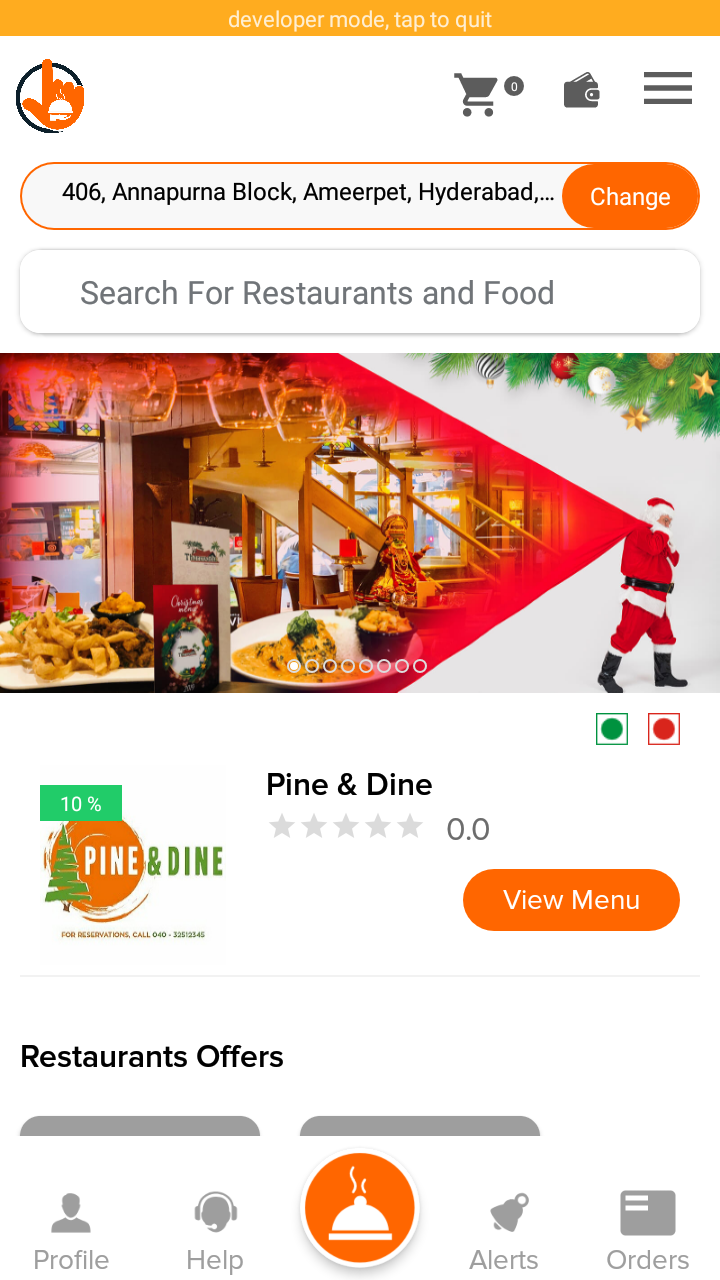 developer mode, tap to quit
0
406, Annapurna Block, Ameerpet, Hyderabad,...
Change
Search For Restaurants and Food
Christmas
menu
Pine & Dine
10 %
0.0
PINE & DINE
View Menu
FOR RESERVATIONS, CALL 040 - 32512345
Restaurants Offers
Profile
Help
Alerts
Orders